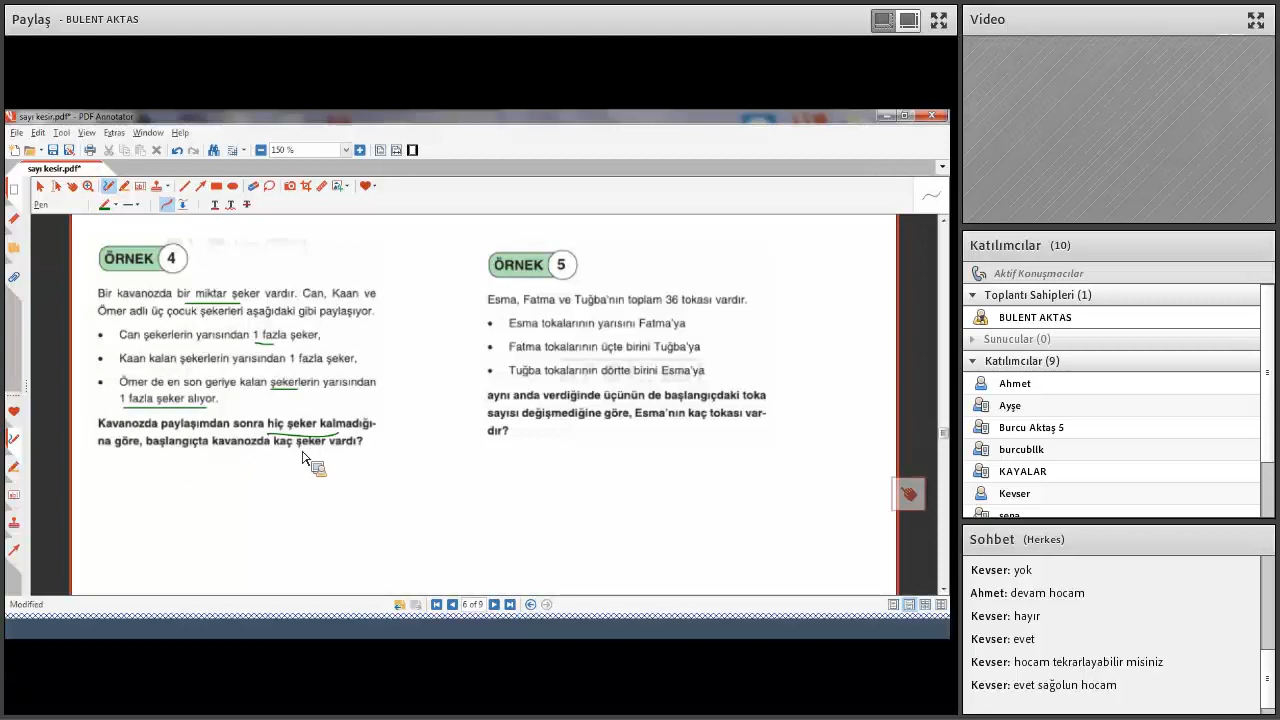 Paylaş - BULENT AKTAS
sayı kesir.pdf* - PDF Annotator
File Edit Tool View Extras Window Help
150 %
sayı kesir.pdf*
Pen
ÖRNEK 4
Bir kavanozda bir miktar şeker vardır. Can, Kaan ve
Ömer adlı üç çocuk şekerleri aşağıdaki gibi paylaşıyor.
• Can şekerlerin yarısından 1 fazla şeker,
• Kaan kalan şekerlerin yarısından 1 fazla şeker,
• Ömer de en son geriye kalan şekerlerin yarısından
1 fazla şeker alıyor.
Kavanozda paylaşımdan sonra hiç şeker kalmadığı-
na göre, başlangıçta kavanozda kaç şeker vardı?
ÖRNEK 5
Esma, Fatma ve Tuğba'nın toplam 36 tokası vardır.
• Esma tokalarının yarısını Fatma'ya
• Fatma tokalarının üçte birini Tuğba'ya
• Tuğba tokalarının dörtte birini Esma'ya
aynı anda verdiğinde üçünün de başlangıçdaki toka
sayısı değişmediğine göre, Esma'nın kaç tokası var-
dır?
Modified
6 of 9
Video
Katılımcılar (10)
Aktif Konuşmacılar
Toplantı Sahipleri (1)
BULENT AKTAS
Sunucular (0)
Katılımcılar (9)
Ahmet
Ayşe
Burcu Aktaş 5
burcubllk
KAYALAR
Kevser
sena
Sohbet (Herkes)
Kevser: yok
Ahmet: devam hocam
Kevser: hayır
Kevser: evet
Kevser: hocam tekrarlayabilir misiniz
Kevser: evet sağolun hocam